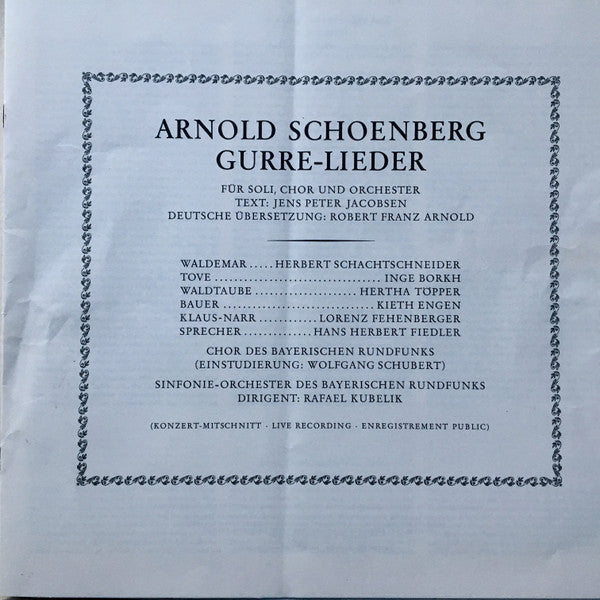 ARNOLD SCHOENBERG
GURRE-LIEDER
FÜR SOLI, CHOR UND ORCHESTER
TEXT: JENS PETER JACOBSEN
DEUTSCHE ÜBERSETZUNG: ROBERT FRANZ ARNOLD
WALDEMAR ..... HERBERT SCHACHTSCHNEIDER
TOVE .................................. INGE BORKH
WALDTAUBE ..................... HERTHA TÖPPER
BAUER .............................. KIETH ENGEN
KLAUS-NARR ............ LORENZ FEHENBERGER
SPRECHER .............. HANS HERBERT FIEDLER
CHOR DES BAYERISCHEN RUNDFUNKS
(EINSTUDIERUNG: WOLFGANG SCHUBERT)
SINFONIE-ORCHESTER DES BAYERISCHEN RUNDFUNKS
DIRIGENT: RAFAEL KUBELIK
(KONZERT-MITSCHNITT · LIVE RECORDING · ENREGISTREMENT PUBLIC)